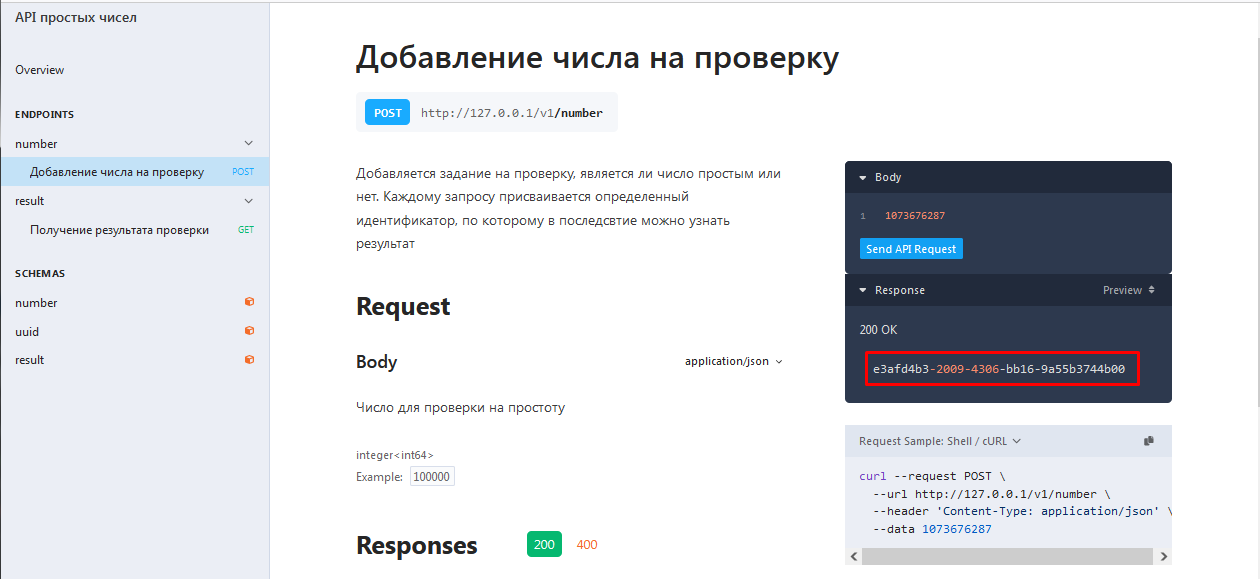 API простых чисел
Overview
ENDPOINTS
number
Добавление числа на проверку POST
result
Получение результата проверки GET
SCHEMAS
number
uuid
result
Добавление числа на проверку
POST http://127.0.0.1/v1/number
Добавляется задание на проверку, является ли число простым или
нет. Каждому запросу присваивается определенный
идентификатор, по которому в последсвтие можно узнать
результат
Request
Body application/json
Число для проверки на простоту
integer<int64>
Example: 100000
Responses 200 400
Body
1 1073676287
Send API Request
Response Preview
200 OK
e3afd4b3-2009-4306-bb16-9a55b3744b00
Request Sample: Shell / cURL
curl --request POST \
--url http://127.0.0.1/v1/number \
--header 'Content-Type: application/json' \
--data 1073676287